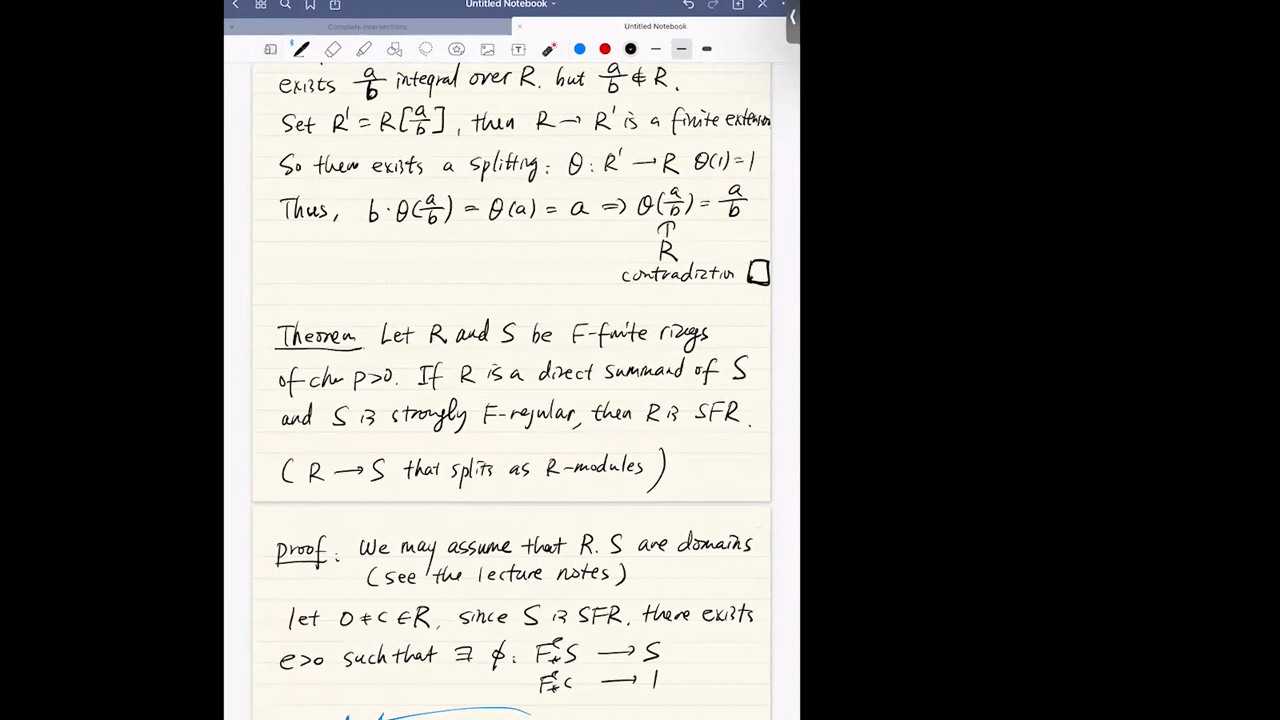 Untitled Notebook
Complete Intersections
Untitled Notebook
exists a/b integral over R. but a/b ∉ R.
Set R' = R[a/b], then R → R' is a finite extension
So there exists a splitting: θ: R' → R θ(1)=1
Thus, b·θ(a/b) = θ(a) = a ⇒ θ(a/b) = a/b
↑
R
contradiction □
Theorem Let R and S be F-finite rings
of char p>0. If R is a direct summand of S
and S is strongly F-regular, then R is SFR.
( R → S that splits as R-modules )
proof: We may assume that R. S are domains
(see the lecture notes)
let 0≠c∈R, since S is SFR. there exists
e>0 such that ∃ φ: F^e_*S → S
F^e_*c → 1